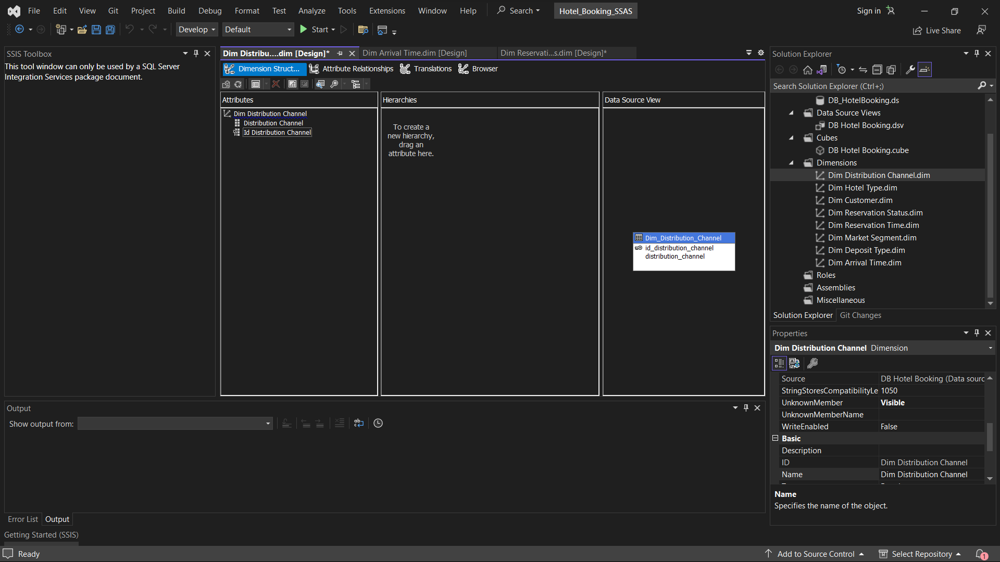 File Edit View Git Project Build Debug Format Test Analyze Tools Extensions Window Help Search Hotel_Booking_SSAS Sign in
Develop Default Start Live Share
SSIS Toolbox
This tool window can only be used by a SQL Server
Integration Services package document.
Dim Distribu....dim [Design]* Dim Arrival Time.dim [Design] Dim Reservati...s.dim [Design]*
Dimension Struct... Attribute Relationships Translations Browser
Attributes
Dim Distribution Channel
Distribution Channel
Id Distribution Channel
Hierarchies
To create a
new hierarchy,
drag an
attribute here.
Data Source View
Dim_Distribution_Channel
id_distribution_channel
distribution_channel
Solution Explorer
Search Solution Explorer (Ctrl+;)
DB_HotelBooking.ds
Data Source Views
DB Hotel Booking.dsv
Cubes
DB Hotel Booking.cube
Dimensions
Dim Distribution Channel.dim
Dim Hotel Type.dim
Dim Customer.dim
Dim Reservation Status.dim
Dim Reservation Time.dim
Dim Market Segment.dim
Dim Deposit Type.dim
Dim Arrival Time.dim
Roles
Assemblies
Miscellaneous
Solution Explorer Git Changes
Properties
Dim Distribution Channel Dimension
Source DB Hotel Booking (Data sourc
StringStoresCompatibilityLe 1050
UnknownMember Visible
UnknownMemberName
WriteEnabled False
Basic
Description
ID Dim Distribution Channel
Name Dim Distribution Channel
Name
Specifies the name of the object.
Output
Show output from:
Error List Output
Getting Started (SSIS)
Ready Add to Source Control Select Repository 1